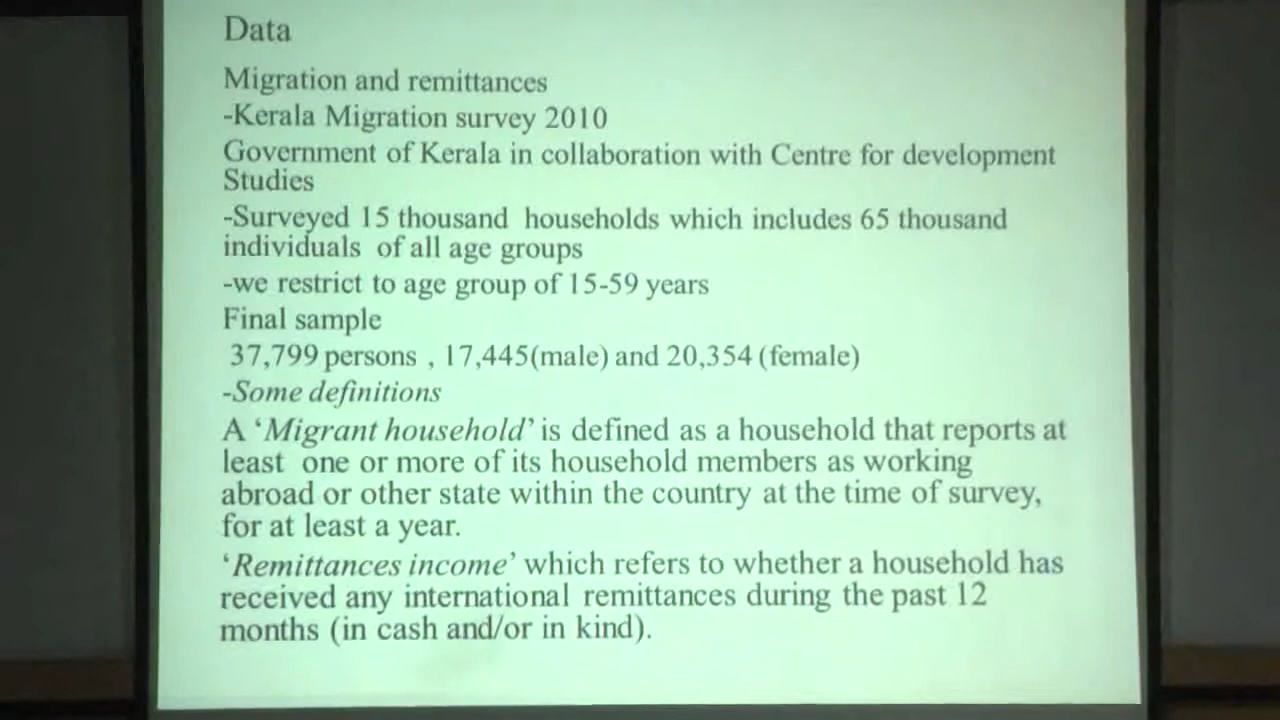 Data
Migration and remittances
-Kerala Migration survey 2010
Government of Kerala in collaboration with Centre for development
Studies
-Surveyed 15 thousand households which includes 65 thousand
individuals of all age groups
-we restrict to age group of 15-59 years
Final sample
37,799 persons , 17,445(male) and 20,354 (female)
-Some definitions
A ‘Migrant household’ is defined as a household that reports at
least one or more of its household members as working
abroad or other state within the country at the time of survey,
for at least a year.
‘Remittances income’ which refers to whether a household has
received any international remittances during the past 12
months (in cash and/or in kind).